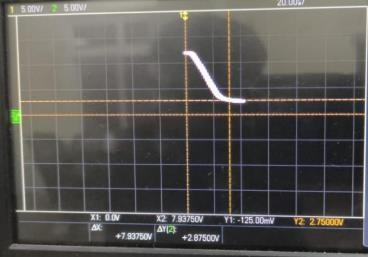 1 5.00V/ 2 5.00V/ 20.00㎲/
X1: 0.0V X2: 7.93750V Y1: -125.00mV Y2: 2.75000V
ΔX: +7.93750V ΔY(2): +2.87500V